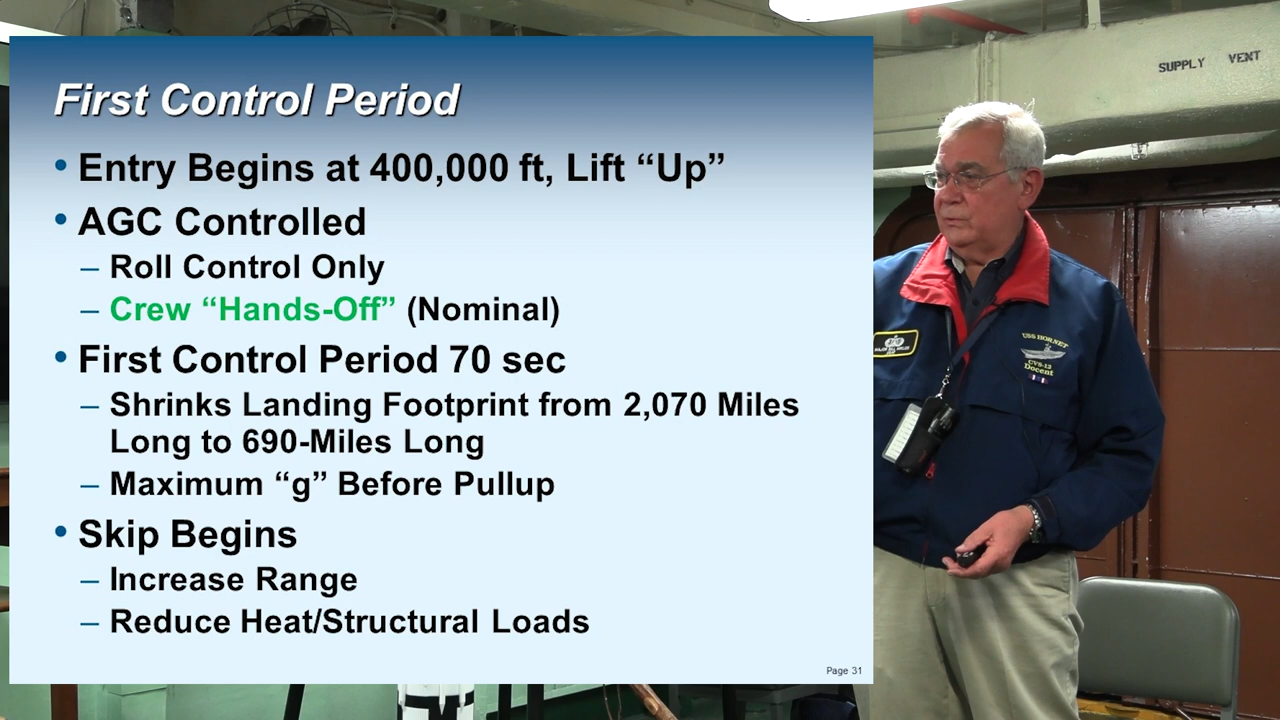 SUPPLY VENT
First Control Period
• Entry Begins at 400,000 ft, Lift “Up”
• AGC Controlled
– Roll Control Only
– Crew “Hands-Off” (Nominal)
• First Control Period 70 sec
– Shrinks Landing Footprint from 2,070 Miles
Long to 690-Miles Long
– Maximum “g” Before Pullup
• Skip Begins
– Increase Range
– Reduce Heat/Structural Loads
Page 31
USS HORNET
CVS-12
Docent